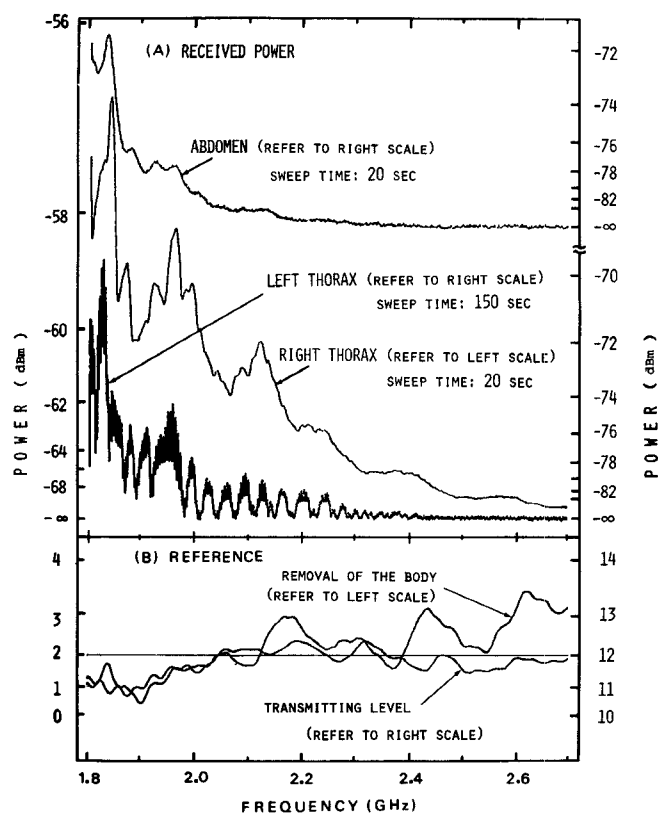 -56
(A) RECEIVED POWER
-72
-74
ABDOMEN (REFER TO RIGHT SCALE)
-76
SWEEP TIME: 20 SEC
-78
-82
-58
-∞
LEFT THORAX (REFER TO RIGHT SCALE)
-70
SWEEP TIME: 150 SEC
-60
RIGHT THORAX (REFER TO LEFT SCALE)
-72
SWEEP TIME: 20 SEC
-74
-62
-76
-64
-78
-68
-82
-∞
-∞
POWER (dBm)
POWER (dBm)
4
(B) REFERENCE
14
REMOVAL OF THE BODY
(REFER TO LEFT SCALE)
3
13
2
12
1
11
TRANSMITTING LEVEL
0
10
(REFER TO RIGHT SCALE)
1.8
2.0
2.2
2.4
2.6
FREQUENCY (GHz)